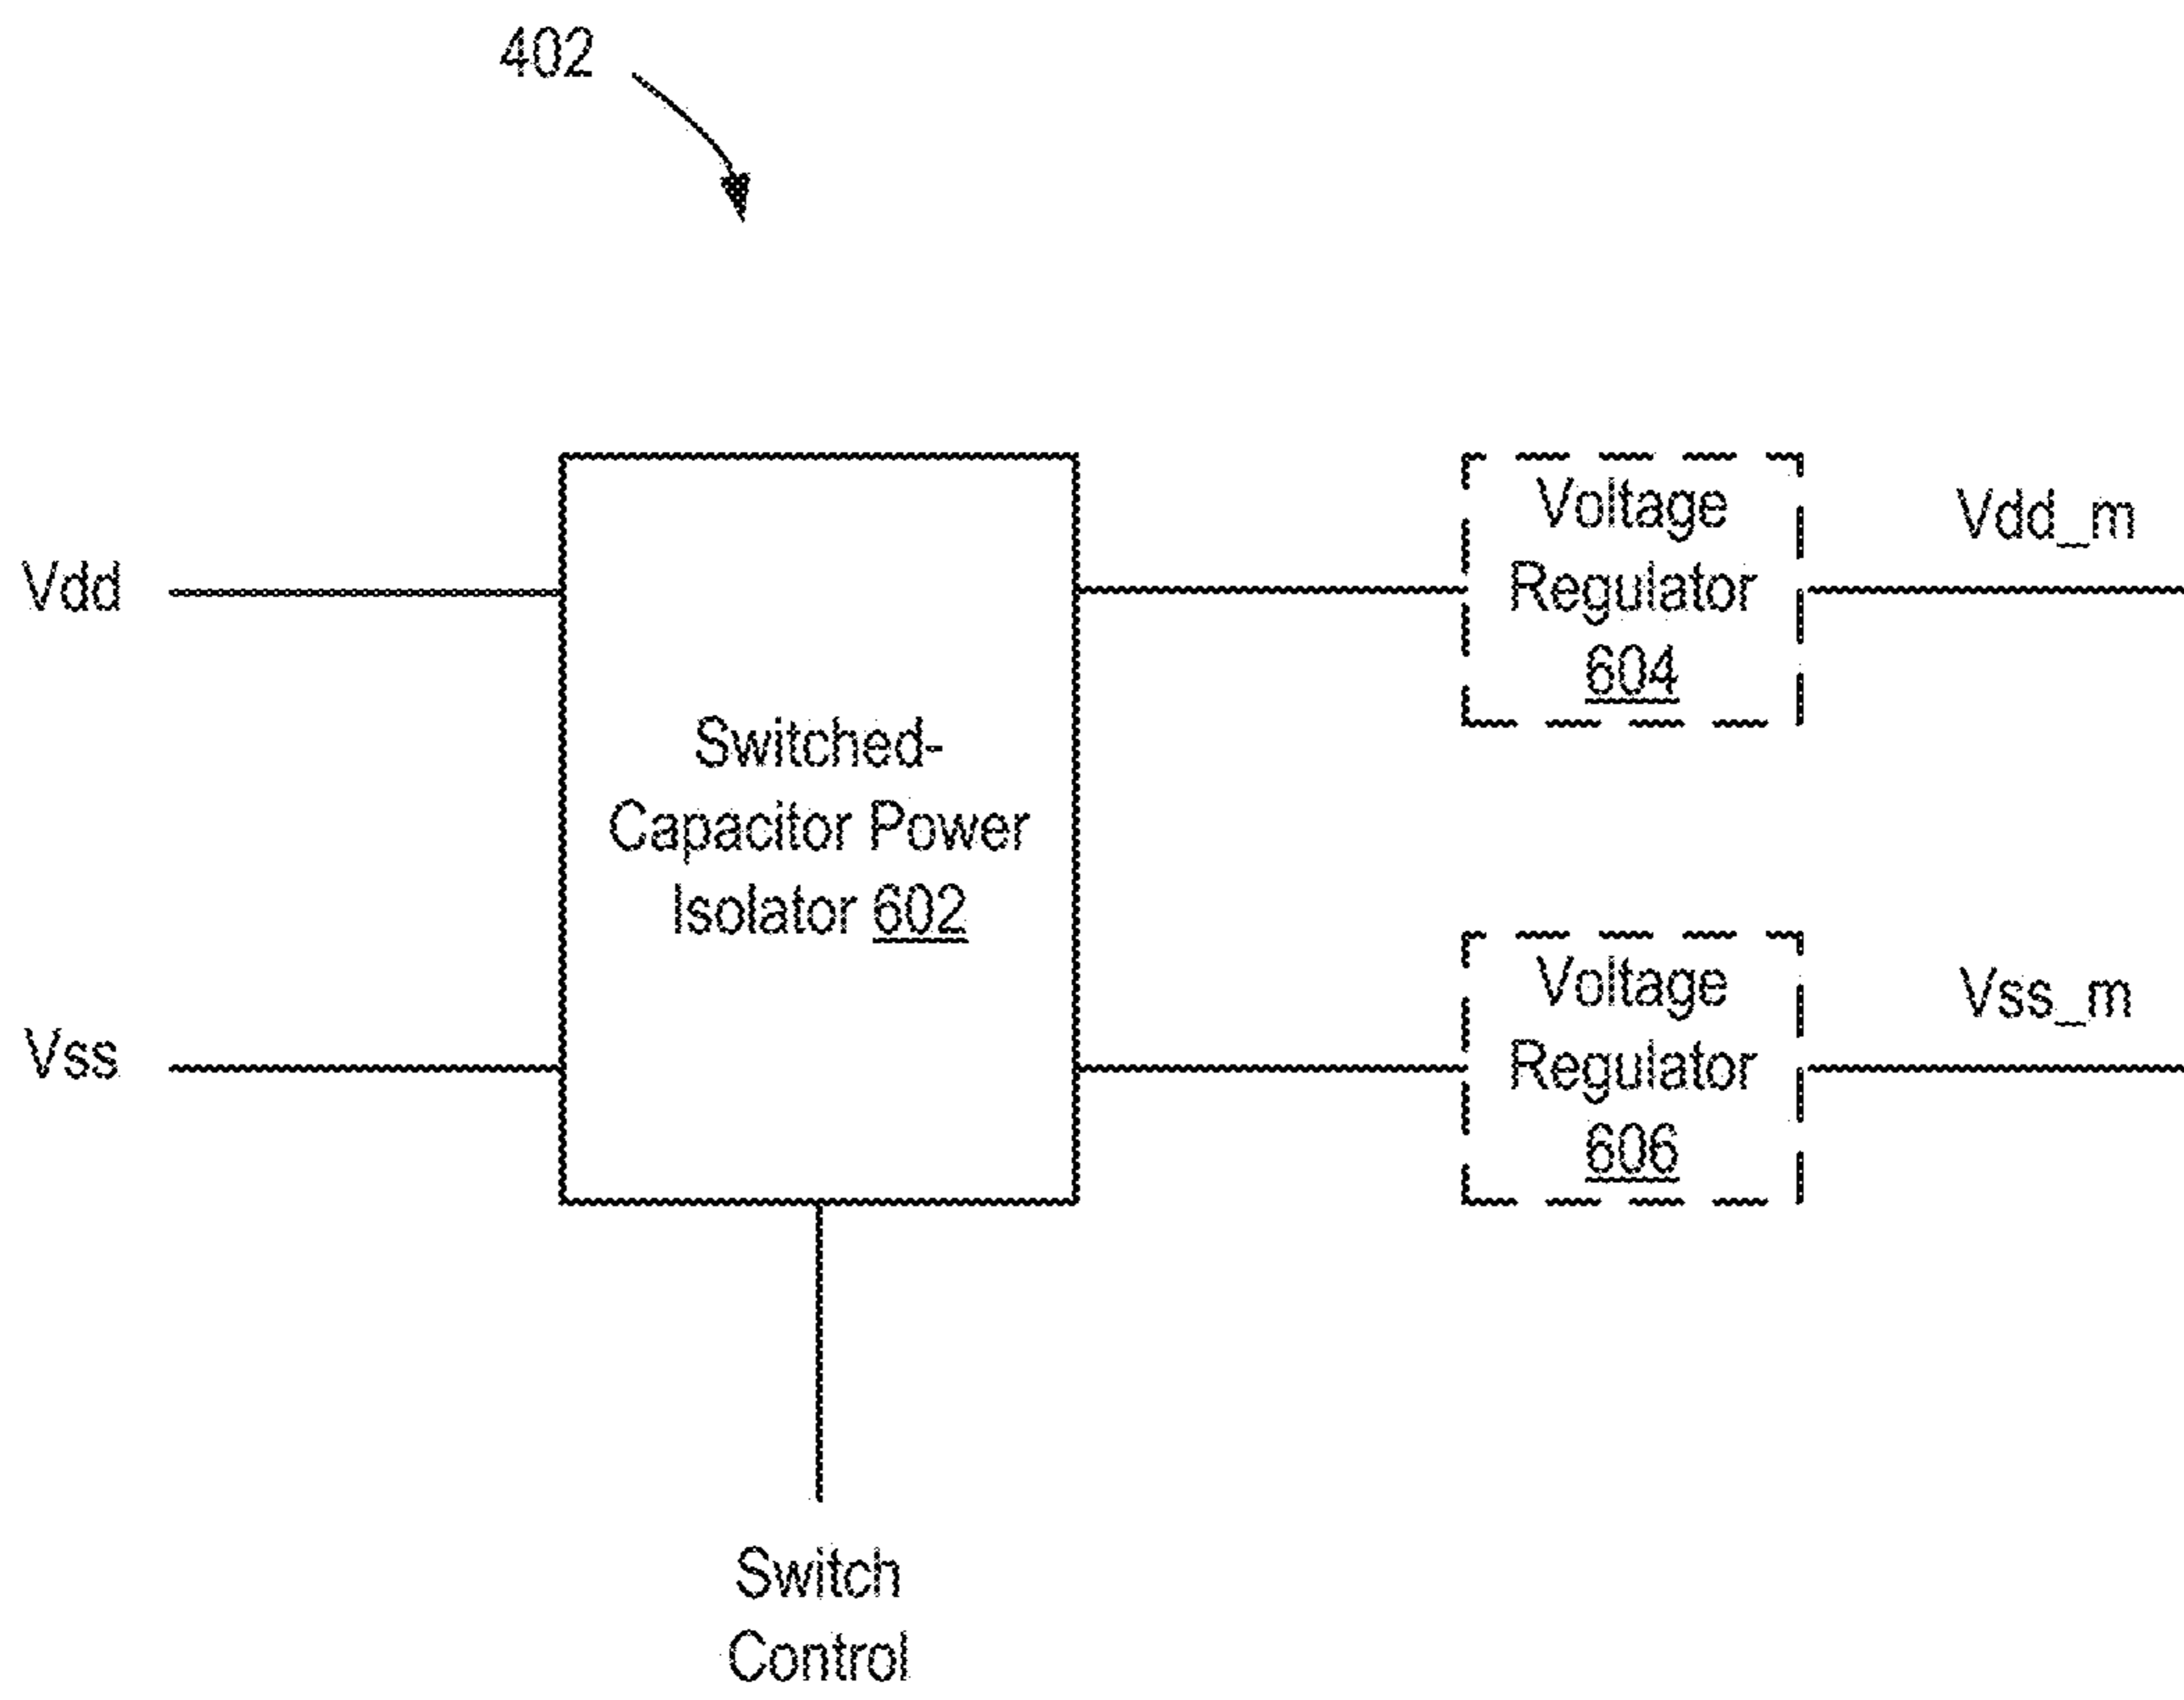 402
Vdd
Vss
Switched-
Capacitor Power
Isolator 602
Voltage
Regulator
604
Vdd_m
Voltage
Regulator
606
Vss_m
Switch
Control